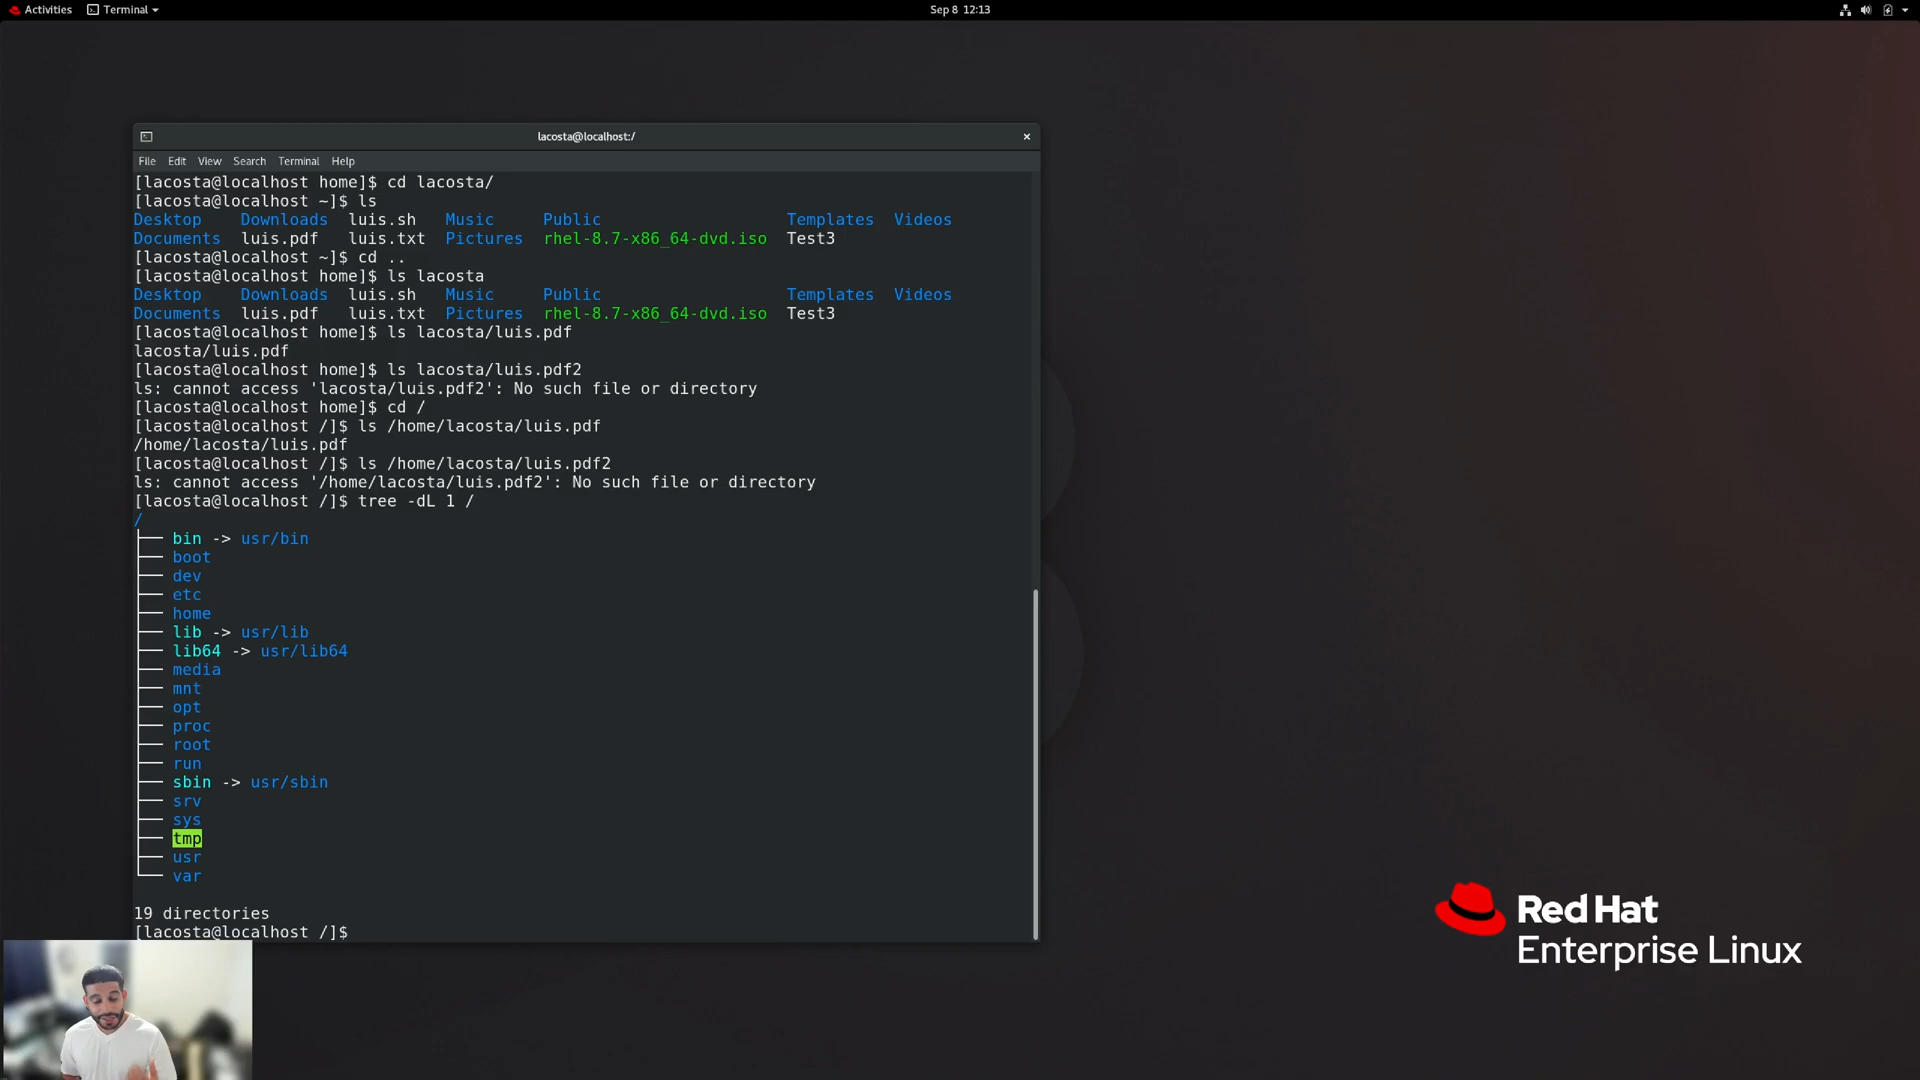 Activities Terminal Sep 8 12:13
lacosta@localhost:/
File Edit View Search Terminal Help
[lacosta@localhost home]$ cd lacosta/
[lacosta@localhost ~]$ ls
Desktop Downloads luis.sh Music Public Templates Videos
Documents luis.pdf luis.txt Pictures rhel-8.7-x86_64-dvd.iso Test3
[lacosta@localhost ~]$ cd ..
[lacosta@localhost home]$ ls lacosta
Desktop Downloads luis.sh Music Public Templates Videos
Documents luis.pdf luis.txt Pictures rhel-8.7-x86_64-dvd.iso Test3
[lacosta@localhost home]$ ls lacosta/luis.pdf
lacosta/luis.pdf
[lacosta@localhost home]$ ls lacosta/luis.pdf2
ls: cannot access 'lacosta/luis.pdf2': No such file or directory
[lacosta@localhost home]$ cd /
[lacosta@localhost /]$ ls /home/lacosta/luis.pdf
/home/lacosta/luis.pdf
[lacosta@localhost /]$ ls /home/lacosta/luis.pdf2
ls: cannot access '/home/lacosta/luis.pdf2': No such file or directory
[lacosta@localhost /]$ tree -dL 1 /
/
├── bin -> usr/bin
├── boot
├── dev
├── etc
├── home
├── lib -> usr/lib
├── lib64 -> usr/lib64
├── media
├── mnt
├── opt
├── proc
├── root
├── run
├── sbin -> usr/sbin
├── srv
├── sys
├── tmp
├── usr
└── var
19 directories
[lacosta@localhost /]$
Red Hat
Enterprise Linux